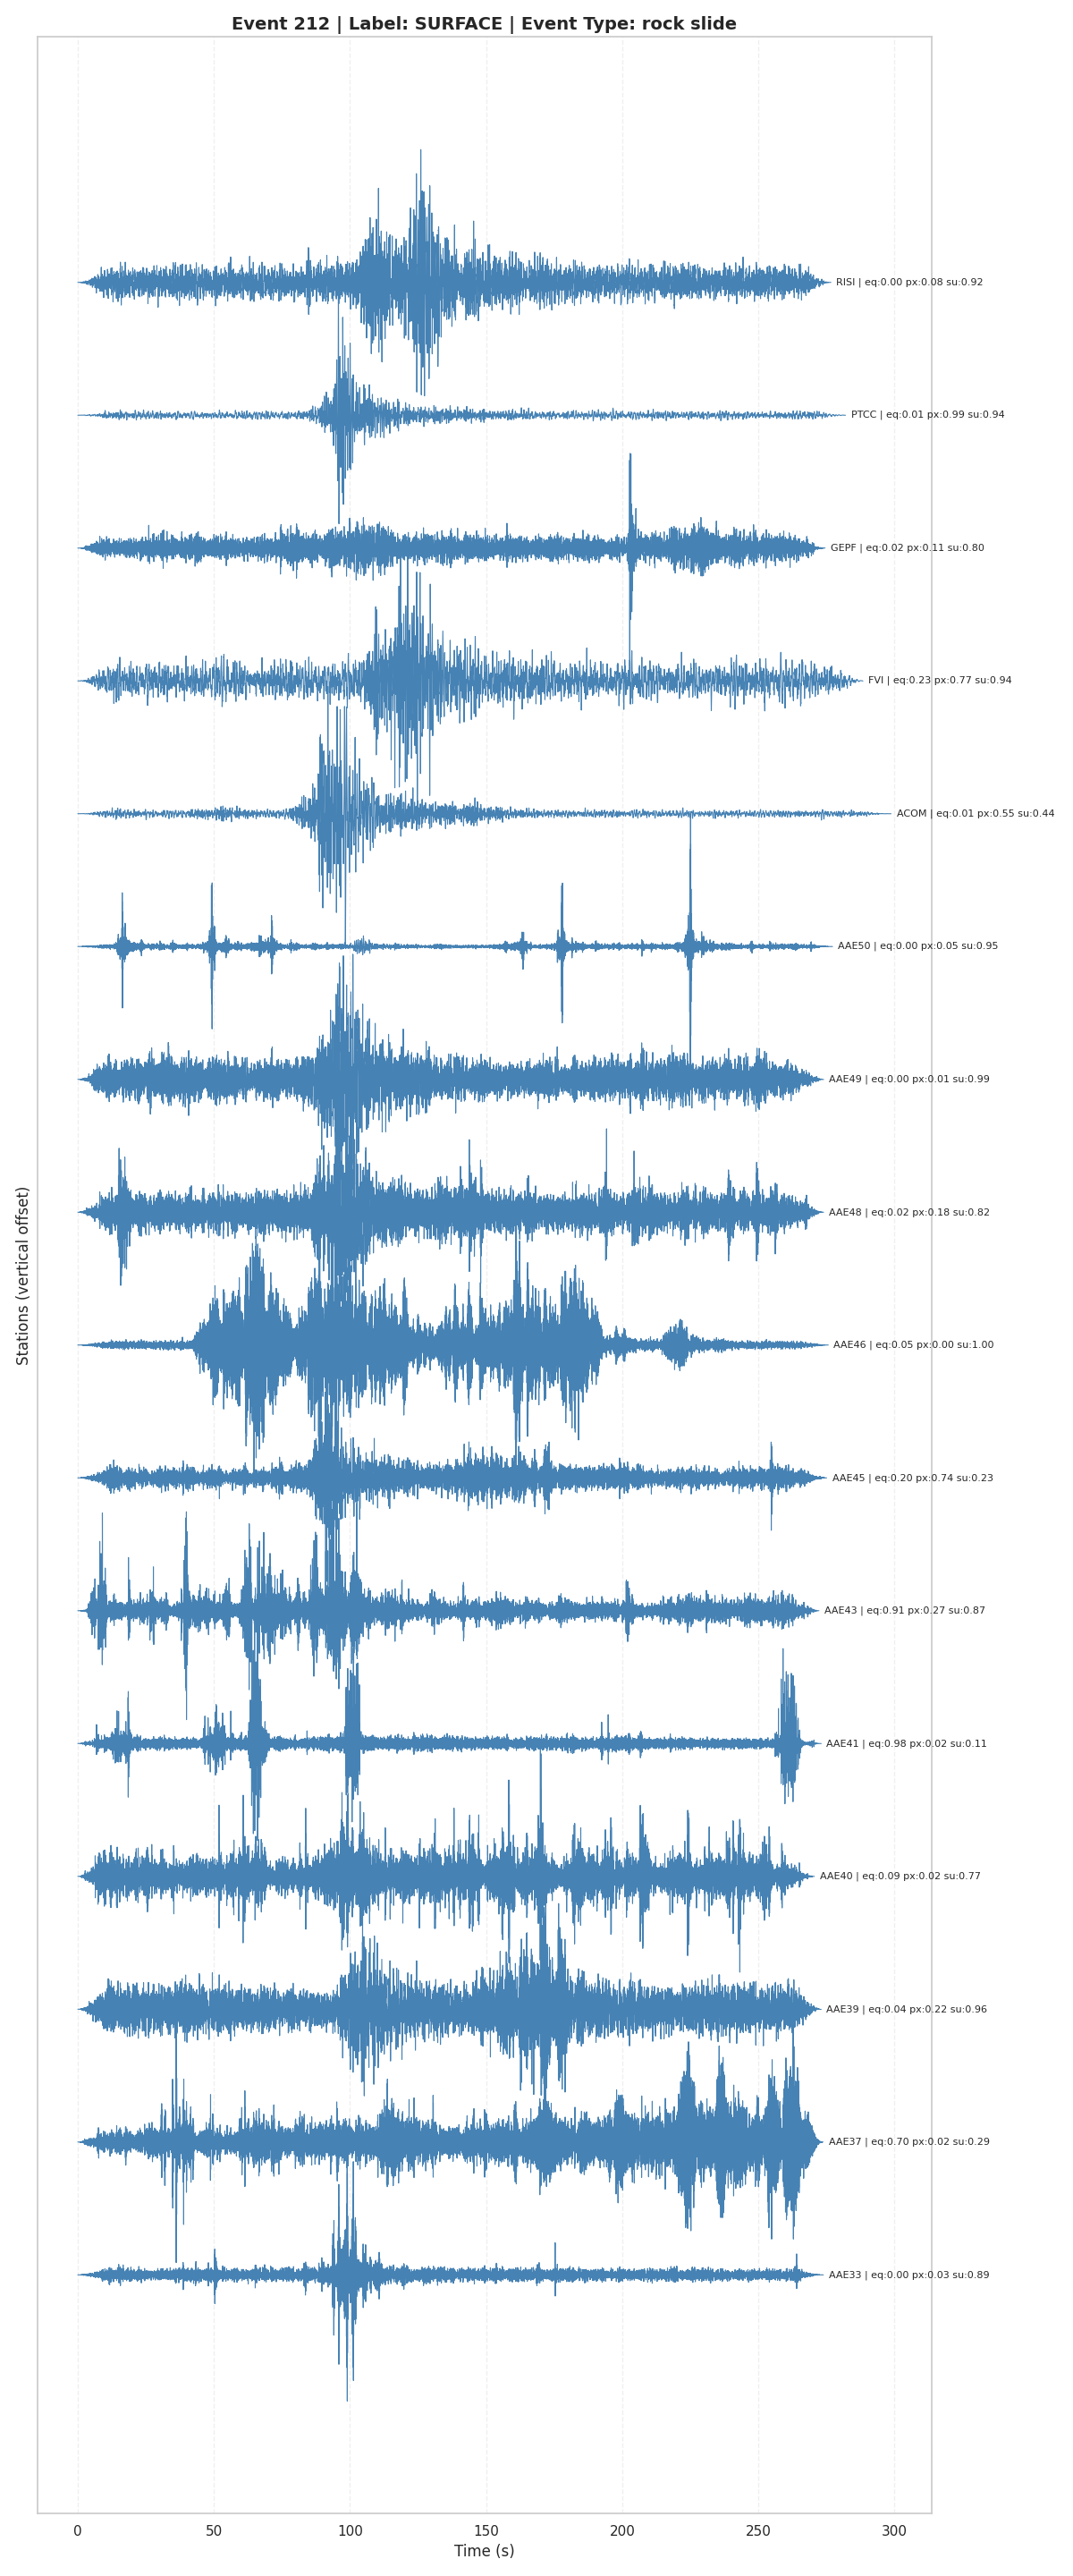 Event 212 | Label: SURFACE | Event Type: rock slide
RISI | eq:0.00 px:0.08 su:0.92
PTCC | eq:0.01 px:0.99 su:0.94
GEPF | eq:0.02 px:0.11 su:0.80
FVI | eq:0.23 px:0.77 su:0.94
ACOM | eq:0.01 px:0.55 su:0.44
AAE50 | eq:0.00 px:0.05 su:0.95
AAE49 | eq:0.00 px:0.01 su:0.99
AAE48 | eq:0.02 px:0.18 su:0.82
AAE46 | eq:0.05 px:0.00 su:1.00
AAE45 | eq:0.20 px:0.74 su:0.23
AAE43 | eq:0.91 px:0.27 su:0.87
AAE41 | eq:0.98 px:0.02 su:0.11
AAE40 | eq:0.09 px:0.02 su:0.77
AAE39 | eq:0.04 px:0.22 su:0.96
AAE37 | eq:0.70 px:0.02 su:0.29
AAE33 | eq:0.00 px:0.03 su:0.89
Stations (vertical offset)
0 50 100 150 200 250 300
Time (s)